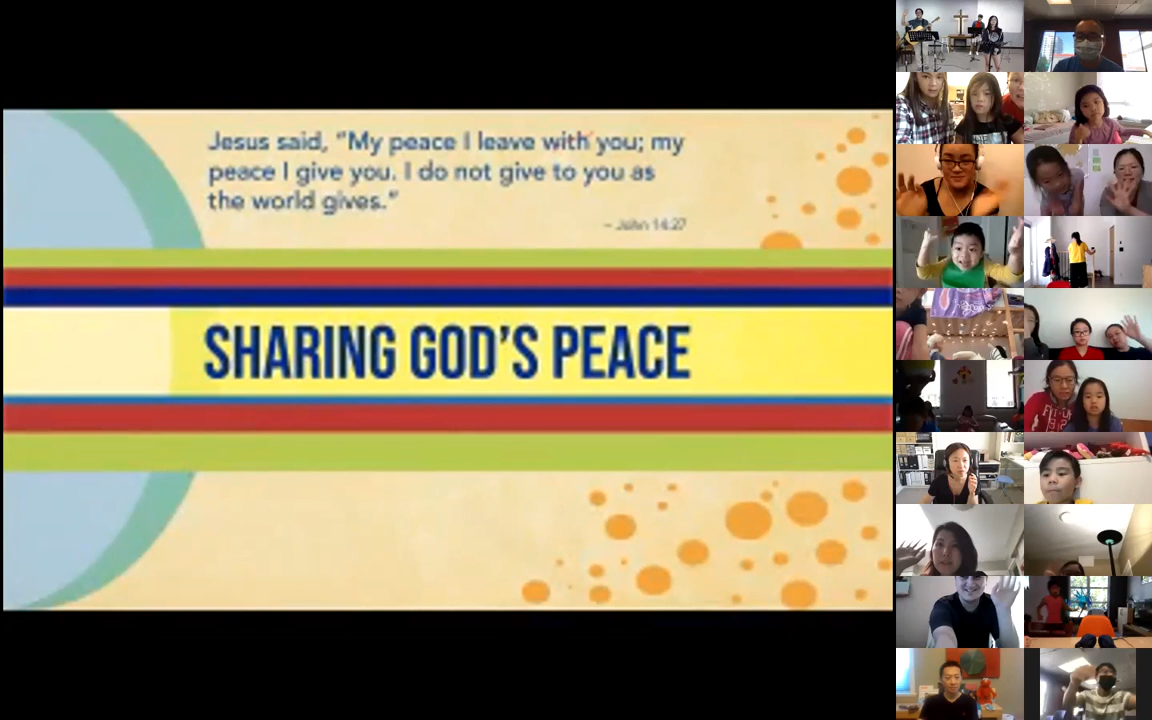 Jesus said, “My peace I leave with you; my
peace I give you. I do not give to you as
the world gives.”
– John 14:27
SHARING GOD’S PEACE